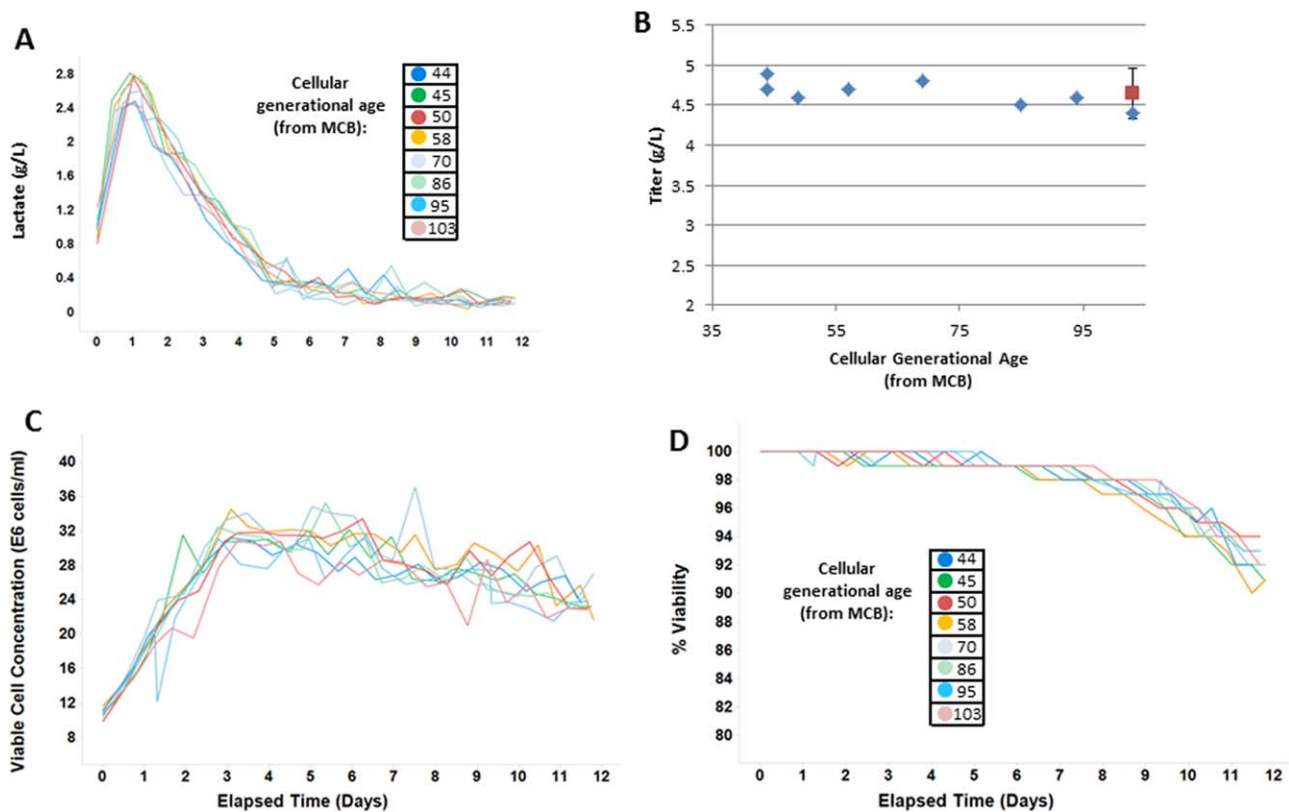 A
Lactate (g/L)
2.8
2.4
2
1.6
1.2
0.8
0.4
0
0 1 2 3 4 5 6 7 8 9 10 11 12
Cellular
generational age
(from MCB):
44
45
50
58
70
86
95
103
B
Titer (g/L)
5.5
5
4.5
4
3.5
3
2.5
2
35 55 75 95
Cellular Generational Age
(from MCB)
C
Viable Cell Concentration (E6 cells/ml)
40
36
32
28
24
20
16
12
8
0 1 2 3 4 5 6 7 8 9 10 11 12
Elapsed Time (Days)
D
% Viability
100
98
96
94
92
90
88
86
84
82
80
Cellular
generational age
(from MCB):
44
45
50
58
70
86
95
103
0 1 2 3 4 5 6 7 8 9 10 11 12
Elapsed Time (Days)